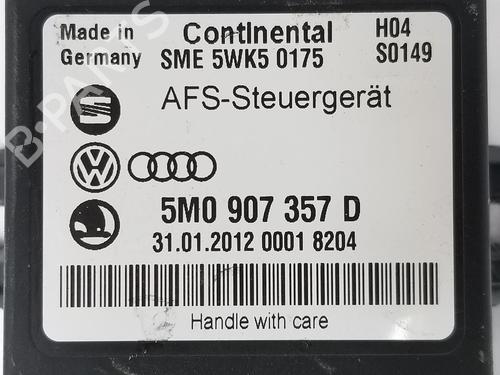 Made in Continental H04
Germany SME 5WK5 0175 S0149
AFS-Steuergerät
5M0 907 357 D
31.01.2012 0001 8204
Handle with care
B-PARTS